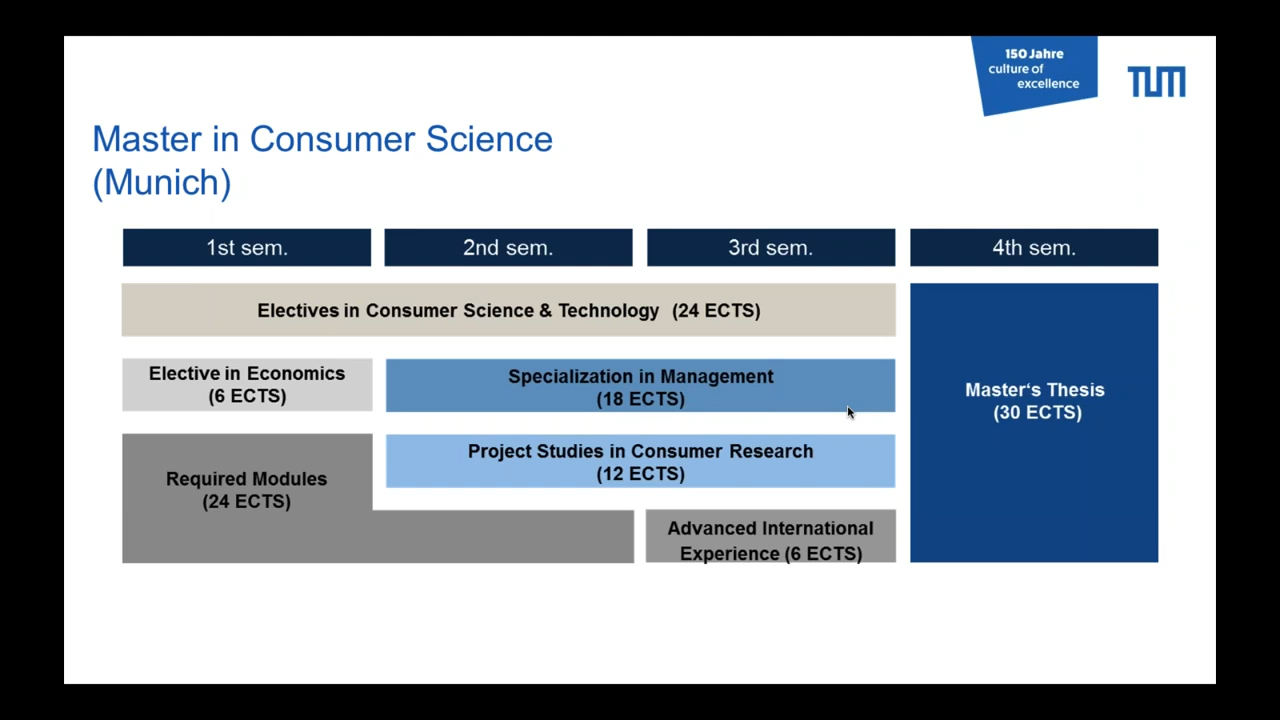 150 Jahre
culture of
excellence
TUM
Master in Consumer Science
(Munich)
1st sem.
2nd sem.
3rd sem.
4th sem.
Electives in Consumer Science & Technology (24 ECTS)
Elective in Economics
(6 ECTS)
Specialization in Management
(18 ECTS)
Master‘s Thesis
(30 ECTS)
Project Studies in Consumer Research
(12 ECTS)
Required Modules
(24 ECTS)
Advanced International
Experience (6 ECTS)